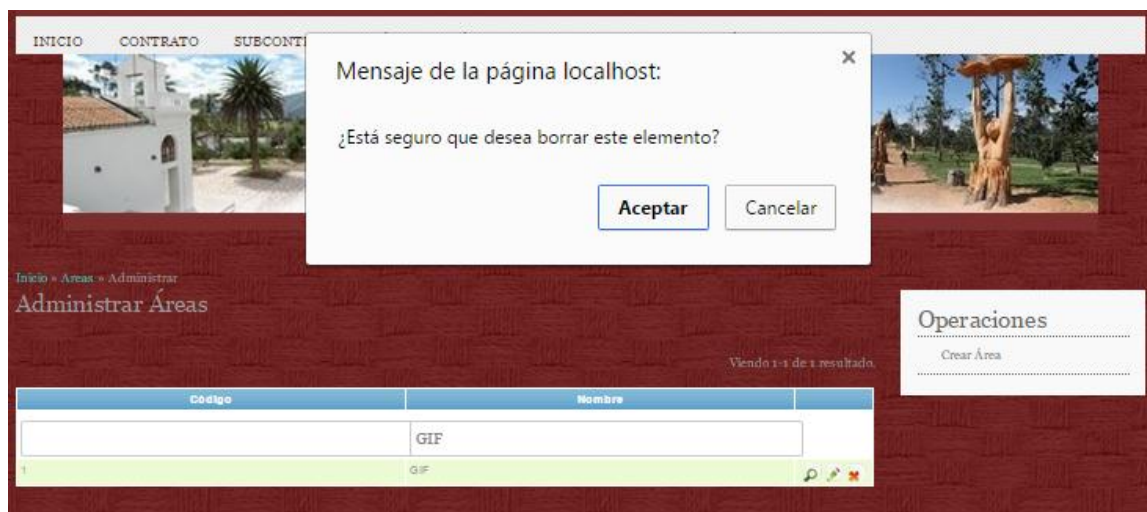 INICIO CONTRATO SUBCONT
Mensaje de la página localhost:
×
¿Está seguro que desea borrar este elemento?
Aceptar Cancelar
Inicio » Areas » Administrar
Administrar Áreas
Operaciones
Crear Área
Viendo 1-1 de 1 resultado.
Código Nombre
GIF
1 GIF